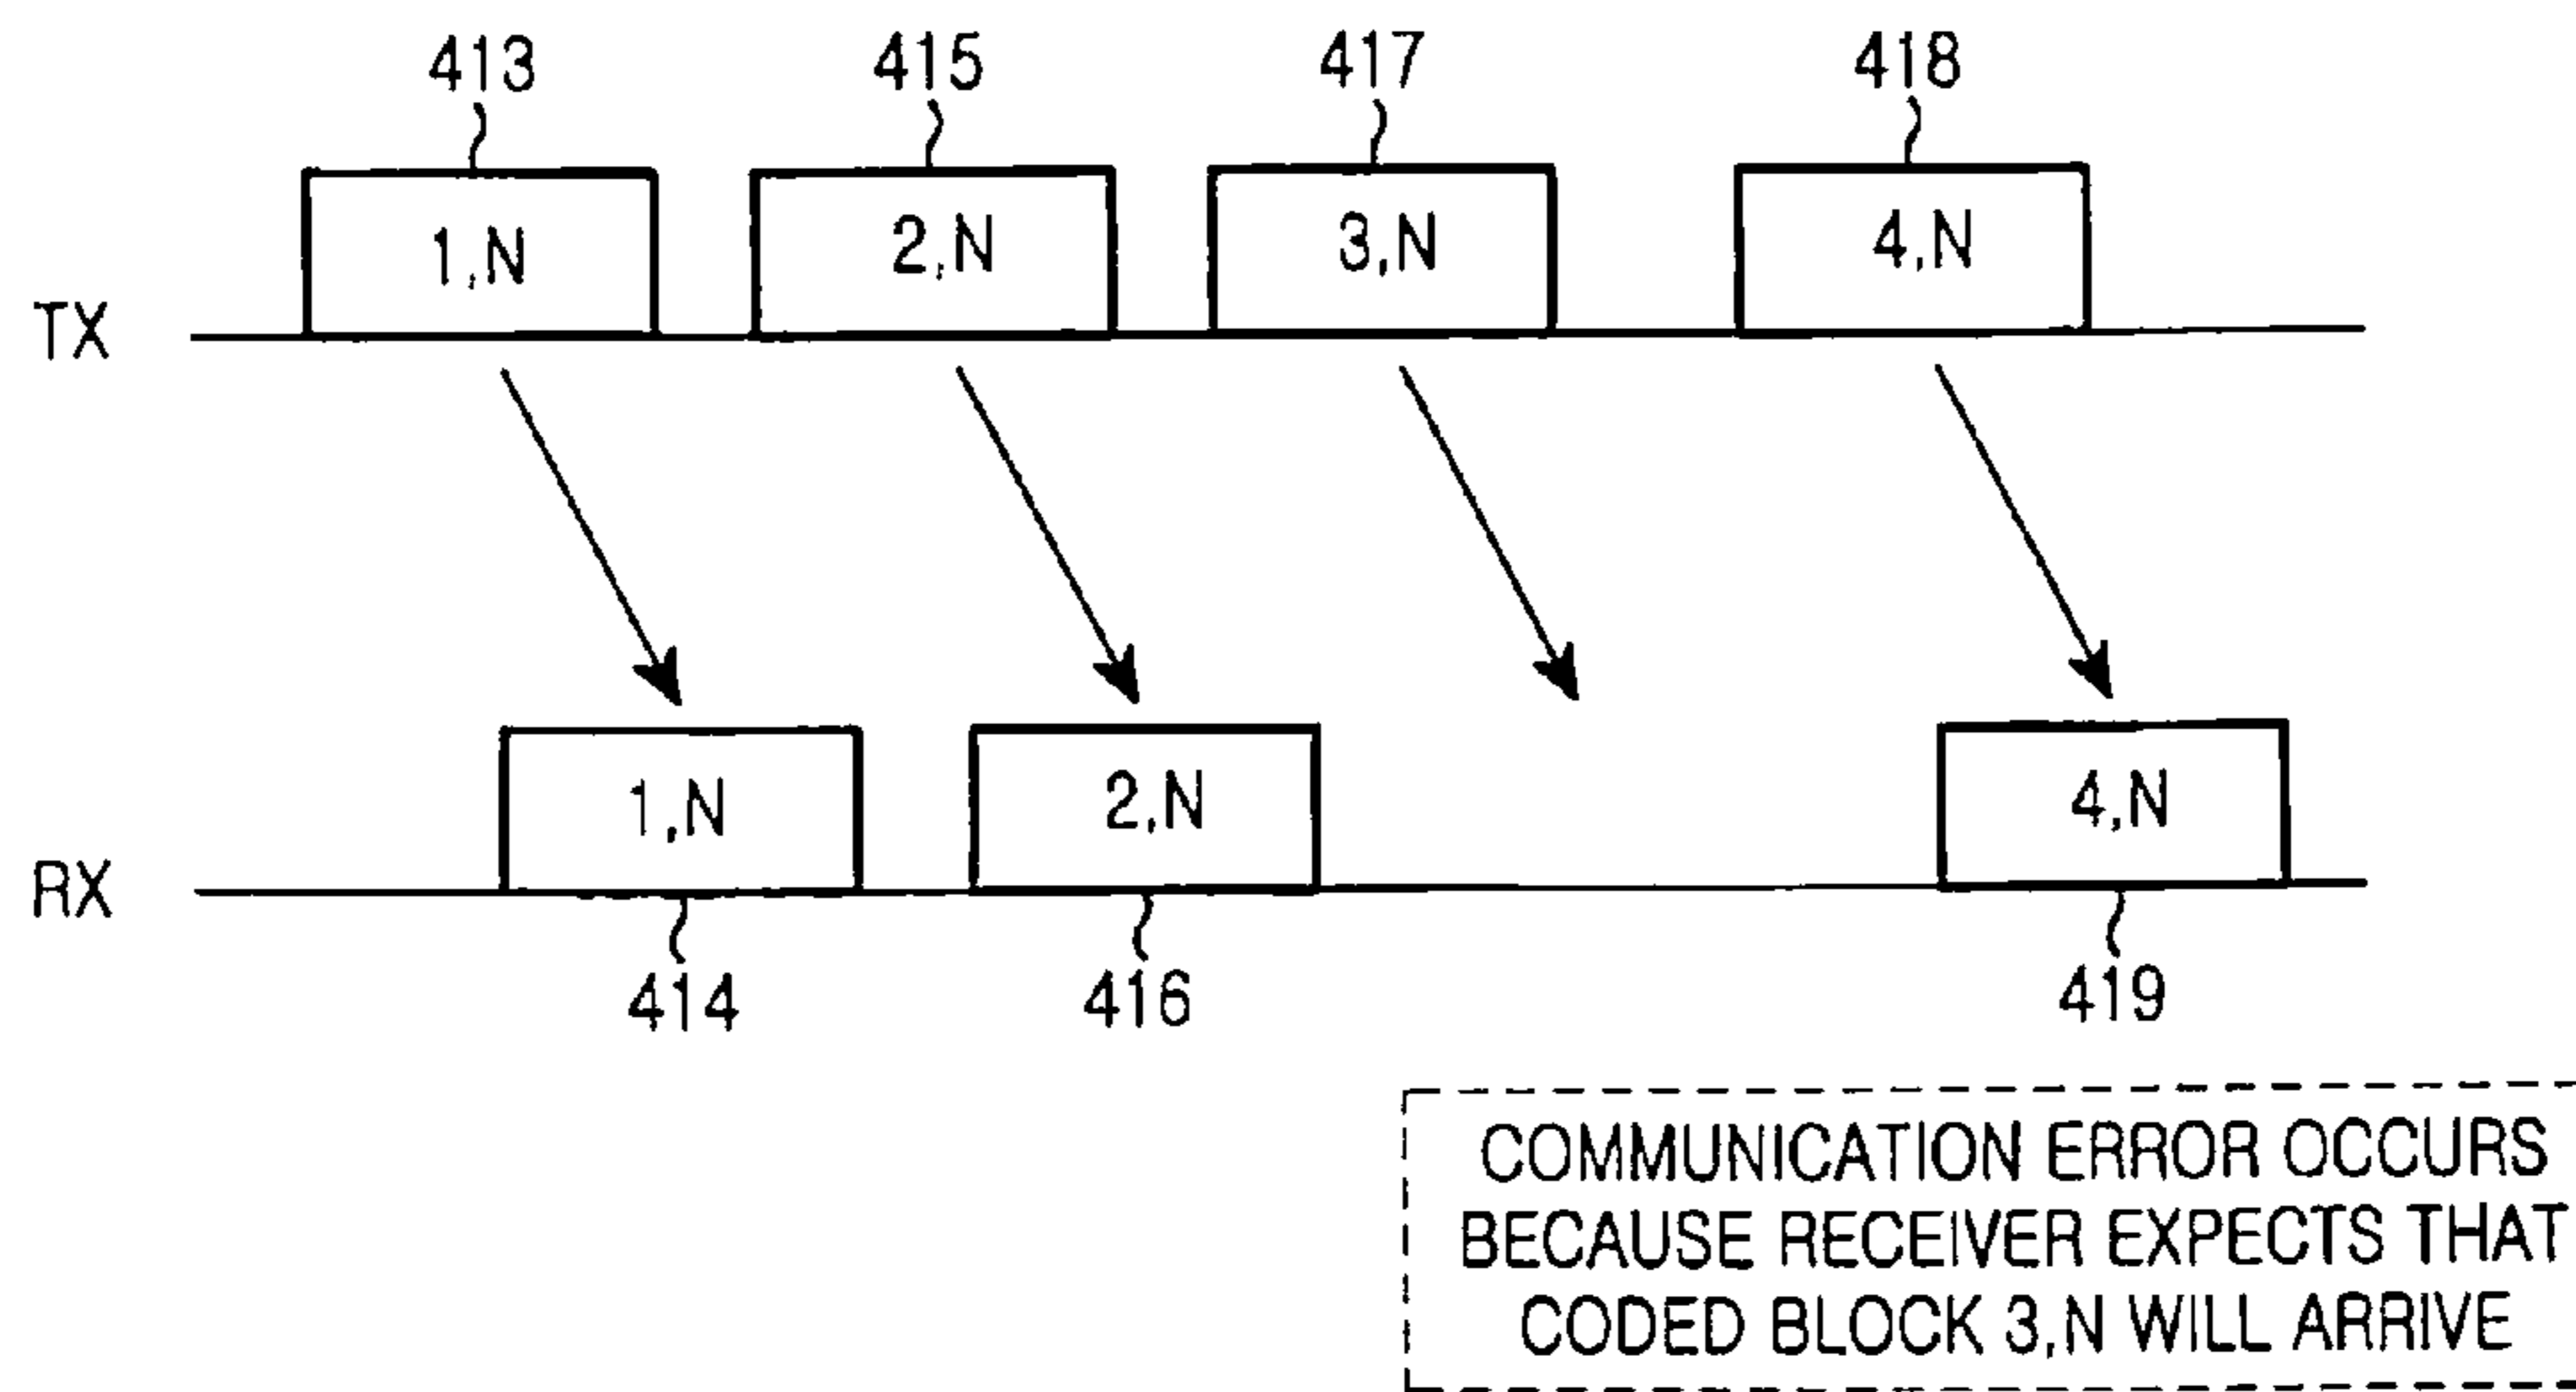 413 415 417 418
1,N 2,N 3,N 4,N
TX
1,N 2,N 4,N
RX
414 416 419
COMMUNICATION ERROR OCCURS
BECAUSE RECEIVER EXPECTS THAT
CODED BLOCK 3,N WILL ARRIVE